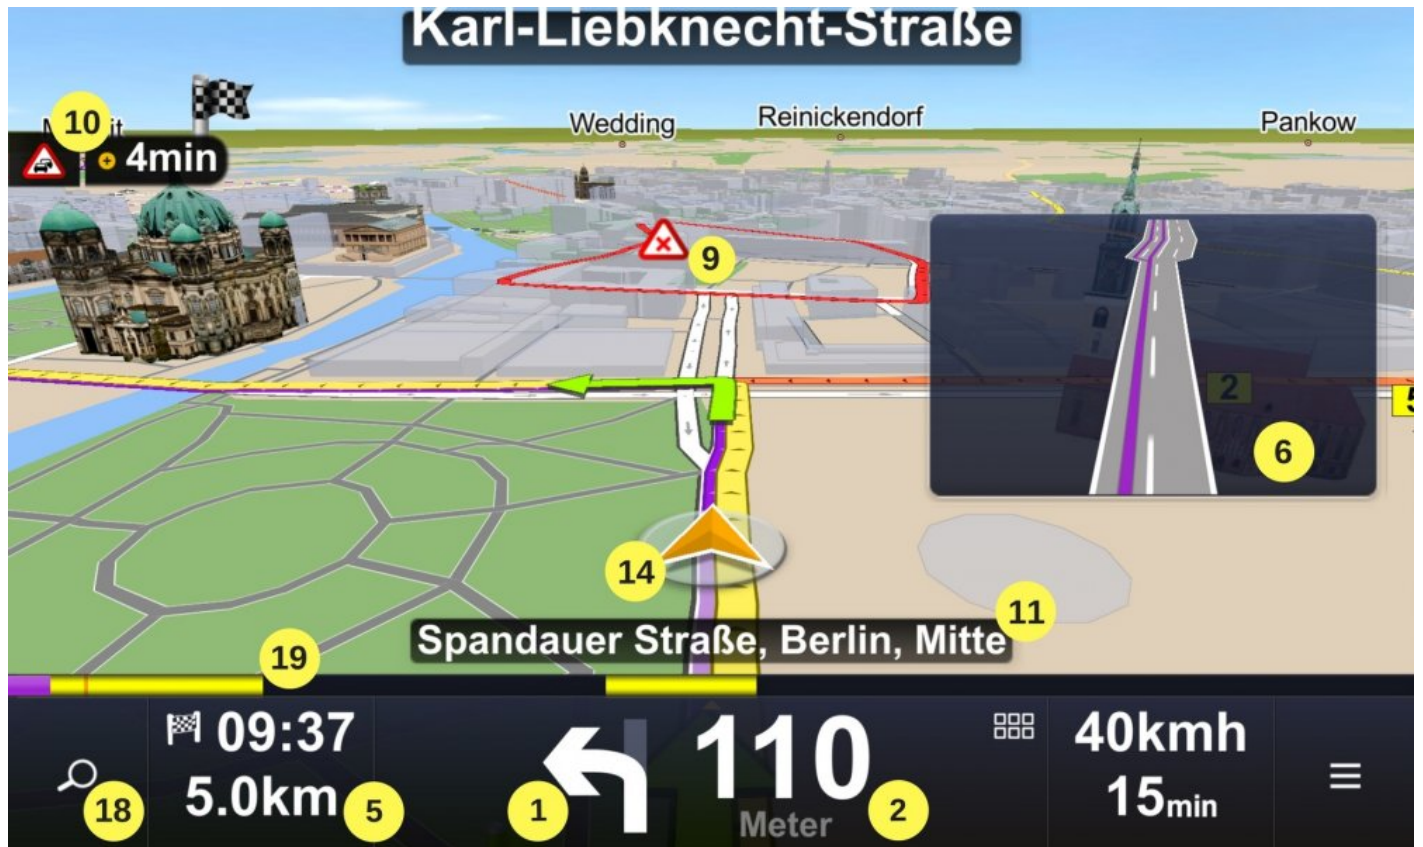 Karl-Liebknecht-Straße
10
4min
Wedding
Reinickendorf
Pankow
9
2
6
14
11
Spandauer Straße, Berlin, Mitte
19
09:37
5.0km
18
5
1
110
Meter
2
40kmh
15min